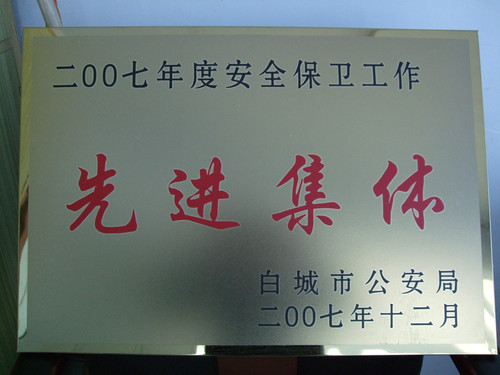 二00七年度安全保卫工作
先进集体
白城市公安局
二00七年十二月